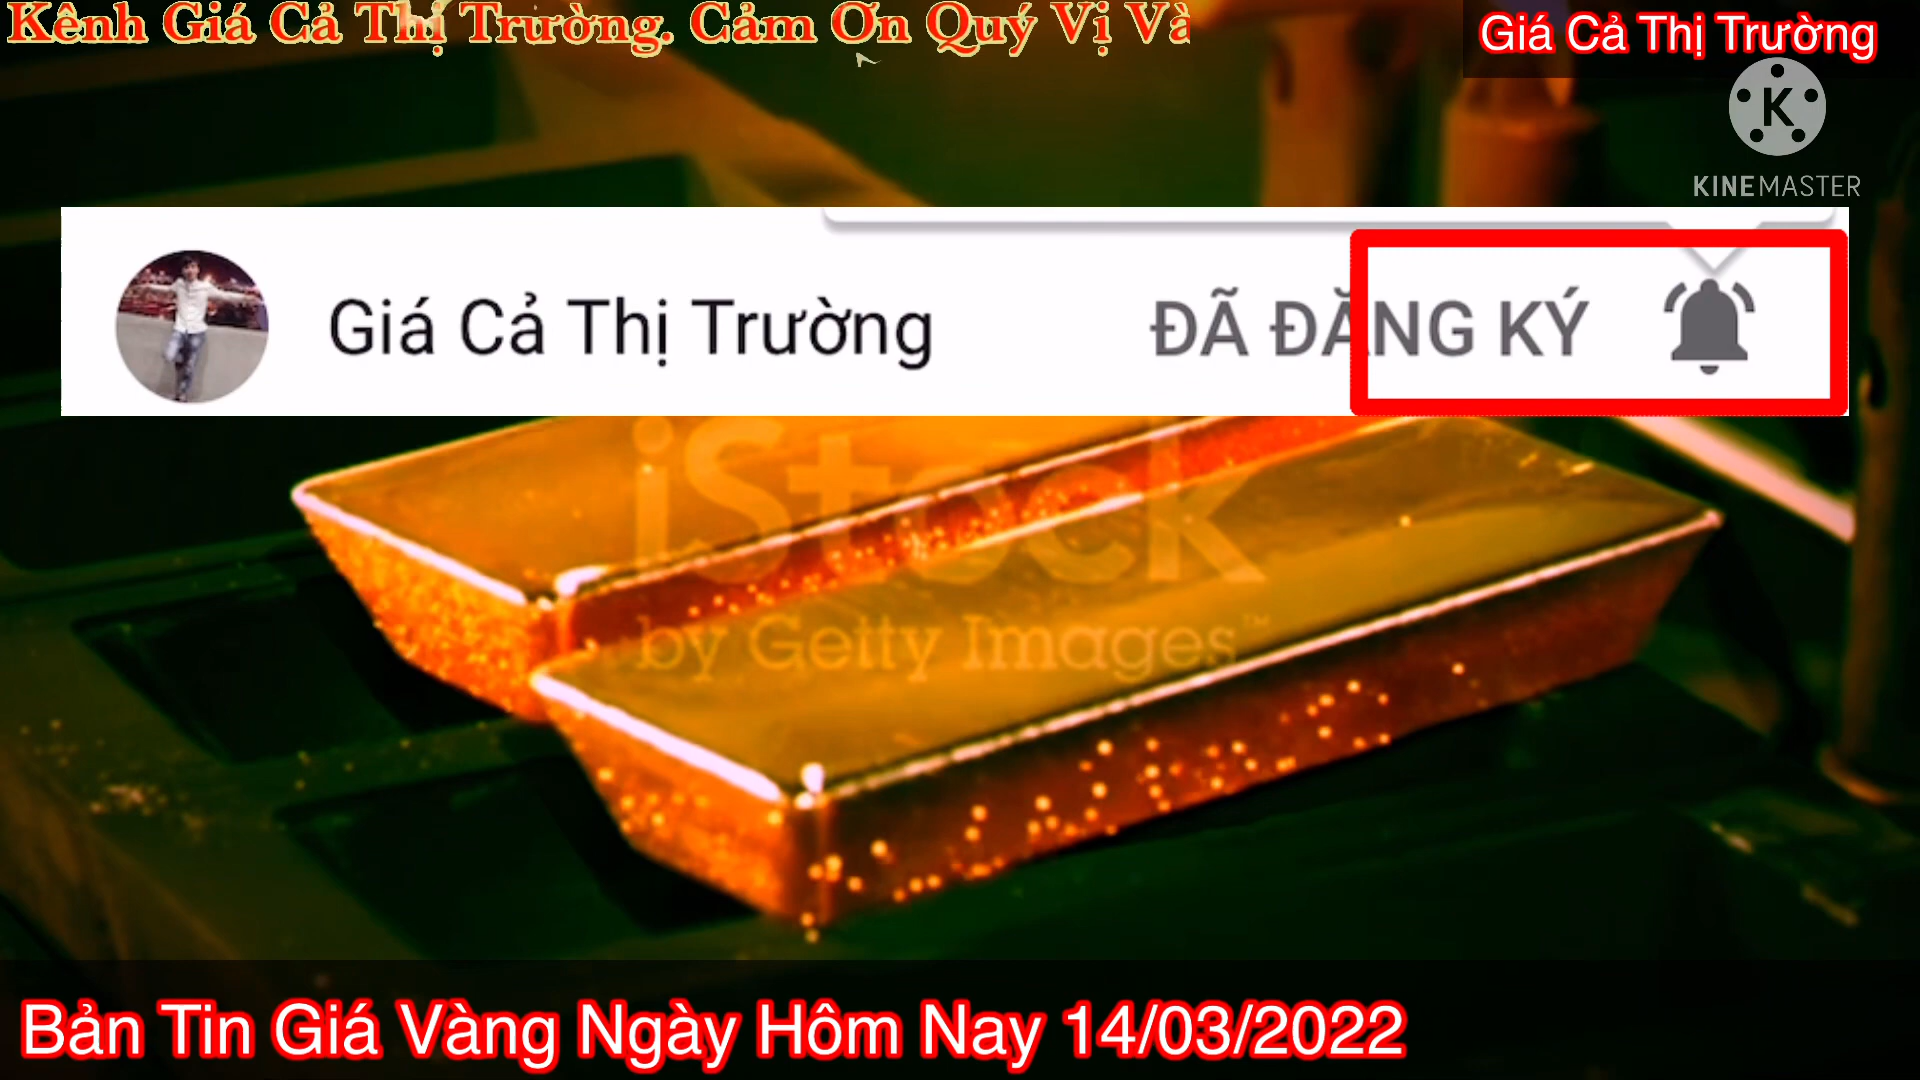 Kênh Giá Cả Thị Trường. Cảm Ơn Quý Vị Và
Giá Cả Thị Trường
K
KINEMASTER
Giá Cả Thị Trường
ĐÃ ĐĂNG KÝ
iStock
by Getty Images™
Bản Tin Giá Vàng Ngày Hôm Nay 14/03/2022